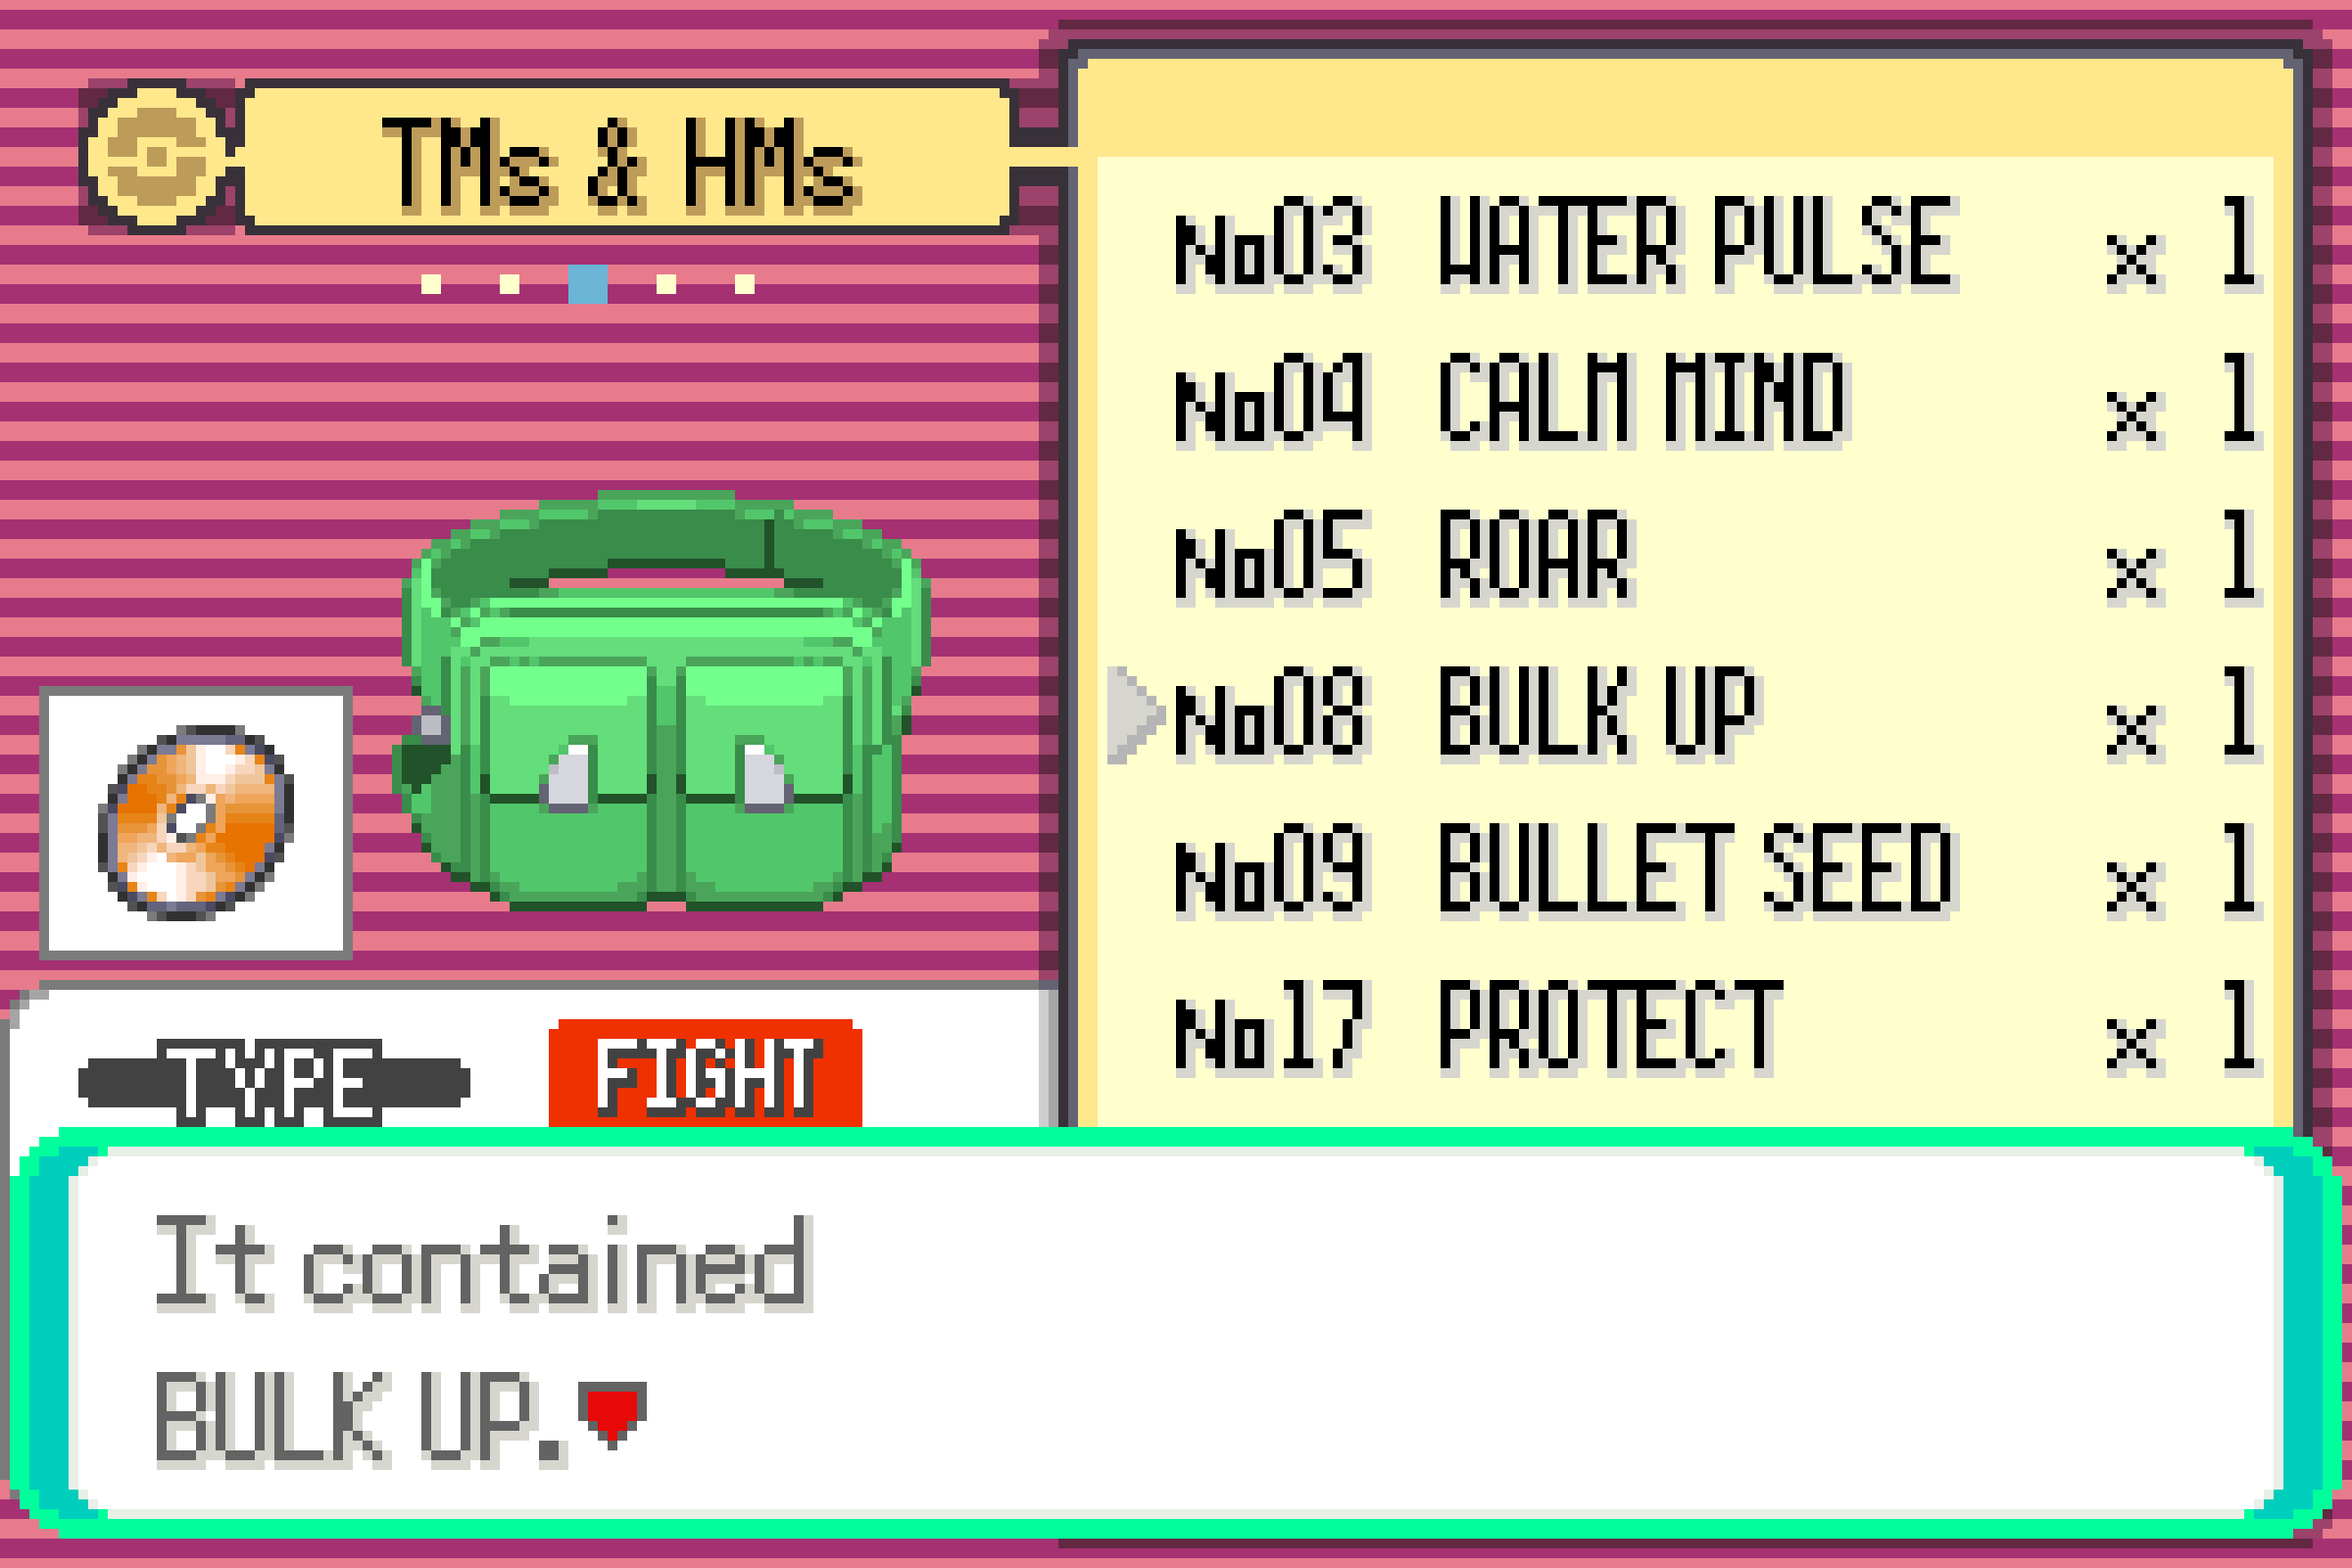 TMs & HMs
No03 WATER PULSE × 1
No04 CALM MIND × 1
No05 ROAR × 1
No08 BULK UP × 1
No09 BULLET SEED × 1
No17 PROTECT × 1
TYPE FIGHT
It contained
BULK UP.